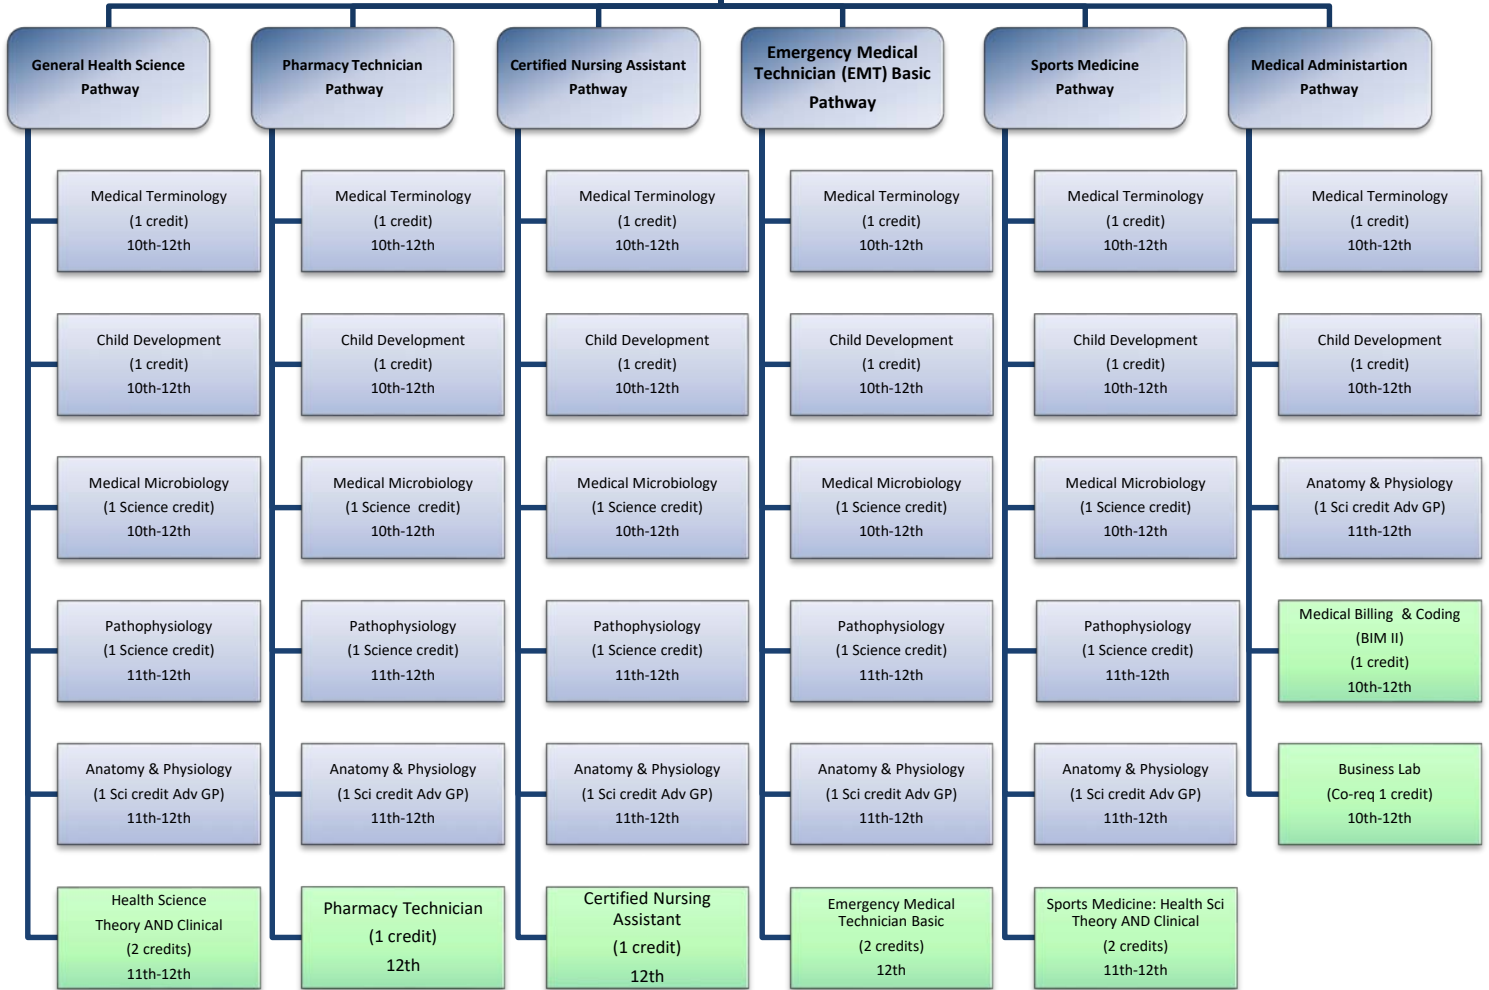 General Health Science
Pathway
Medical Terminology
(1 credit)
10th-12th
Child Development
(1 credit)
10th-12th
Medical Microbiology
(1 Science credit)
10th-12th
Pathophysiology
(1 Science credit)
11th-12th
Anatomy & Physiology
(1 Sci credit Adv GP)
11th-12th
Health Science
Theory AND Clinical
(2 credits)
11th-12th
Pharmacy Technician
Pathway
Medical Terminology
(1 credit)
10th-12th
Child Development
(1 credit)
10th-12th
Medical Microbiology
(1 Science credit)
10th-12th
Pathophysiology
(1 Science credit)
11th-12th
Anatomy & Physiology
(1 Sci credit Adv GP)
11th-12th
Pharmacy Technician
(1 credit)
12th
Certified Nursing Assistant
Pathway
Medical Terminology
(1 credit)
10th-12th
Child Development
(1 credit)
10th-12th
Medical Microbiology
(1 Science credit)
10th-12th
Pathophysiology
(1 Science credit)
11th-12th
Anatomy & Physiology
(1 Sci credit Adv GP)
11th-12th
Certified Nursing
Assistant
(1 credit)
12th
Emergency Medical
Technician (EMT) Basic
Pathway
Medical Terminology
(1 credit)
10th-12th
Child Development
(1 credit)
10th-12th
Medical Microbiology
(1 Science credit)
10th-12th
Pathophysiology
(1 Science credit)
11th-12th
Anatomy & Physiology
(1 Sci credit Adv GP)
11th-12th
Emergency Medical
Technician Basic
(2 credits)
12th
Sports Medicine
Pathway
Medical Terminology
(1 credit)
10th-12th
Child Development
(1 credit)
10th-12th
Medical Microbiology
(1 Science credit)
10th-12th
Pathophysiology
(1 Science credit)
11th-12th
Anatomy & Physiology
(1 Sci credit Adv GP)
11th-12th
Sports Medicine: Health Sci
Theory AND Clinical
(2 credits)
11th-12th
Medical Administartion
Pathway
Medical Terminology
(1 credit)
10th-12th
Child Development
(1 credit)
10th-12th
Anatomy & Physiology
(1 Sci credit Adv GP)
11th-12th
Medical Billing & Coding
(BIM II)
(1 credit)
10th-12th
Business Lab
(Co-req 1 credit)
10th-12th